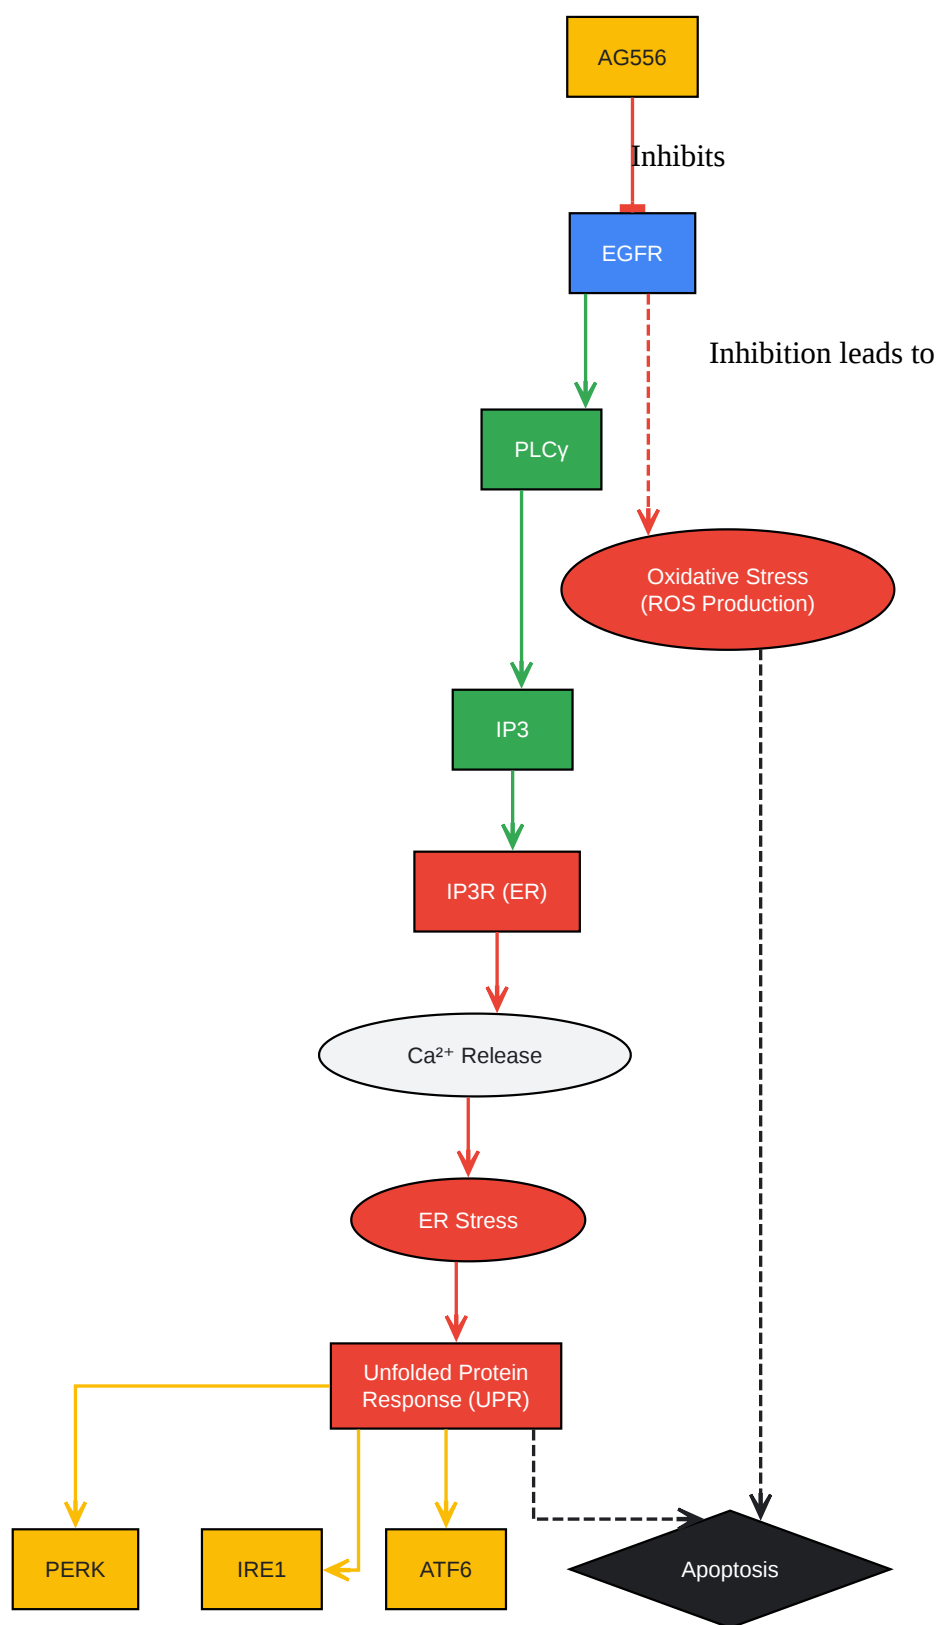 AG556
Inhibits
EGFR
Inhibition leads to
PLCγ
Oxidative Stress
(ROS Production)
IP3
IP3R (ER)
Ca²⁺ Release
ER Stress
Unfolded Protein
Response (UPR)
PERK
IRE1
ATF6
Apoptosis